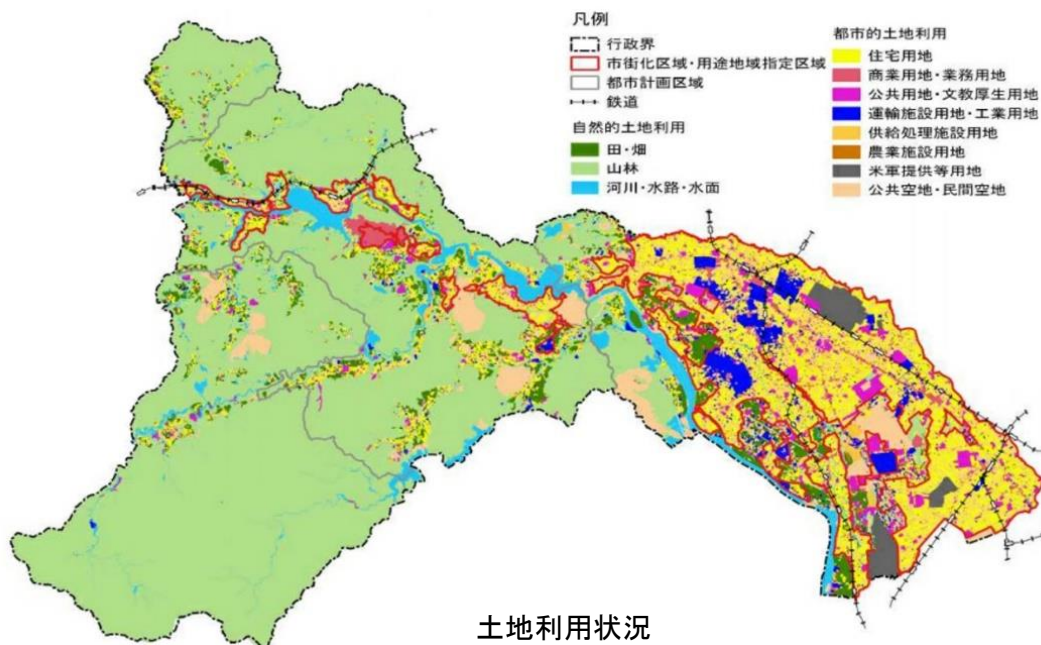 凡例
行政界
市街化区域・用途地域指定区域
都市計画区域
鉄道
自然的土地利用
田・畑
山林
河川・水路・水面
都市的土地利用
住宅用地
商業用地・業務用地
公共用地・文教厚生用地
運輸施設用地・工業用地
供給処理施設用地
農業施設用地
米軍提供等用地
公共空地・民間空地
土地利用状況